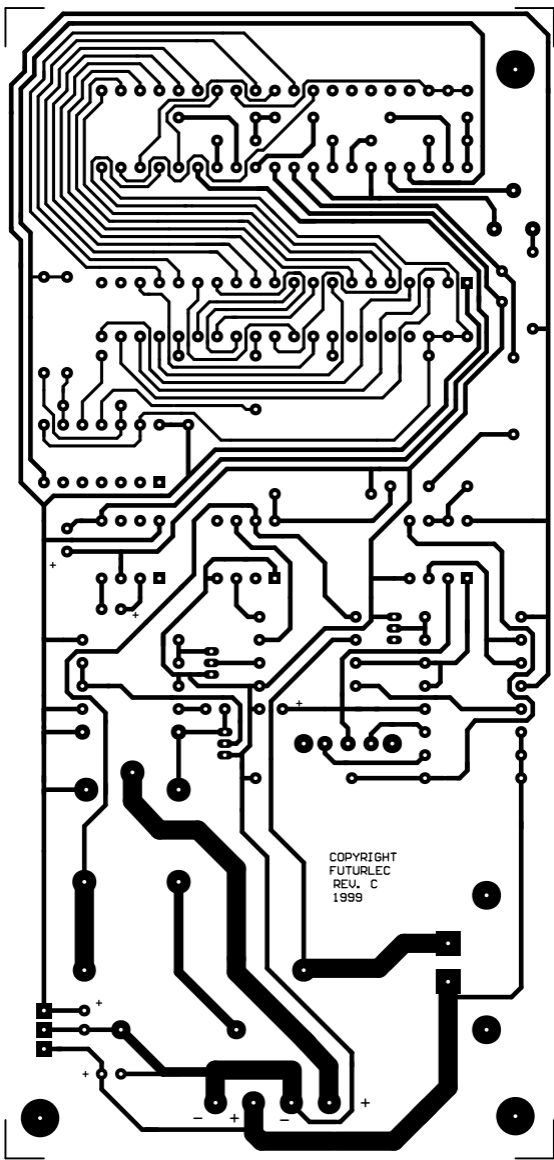 +
+
+
COPYRIGHT
FUTURLEC
REV. C
1999
+
+
- + - +